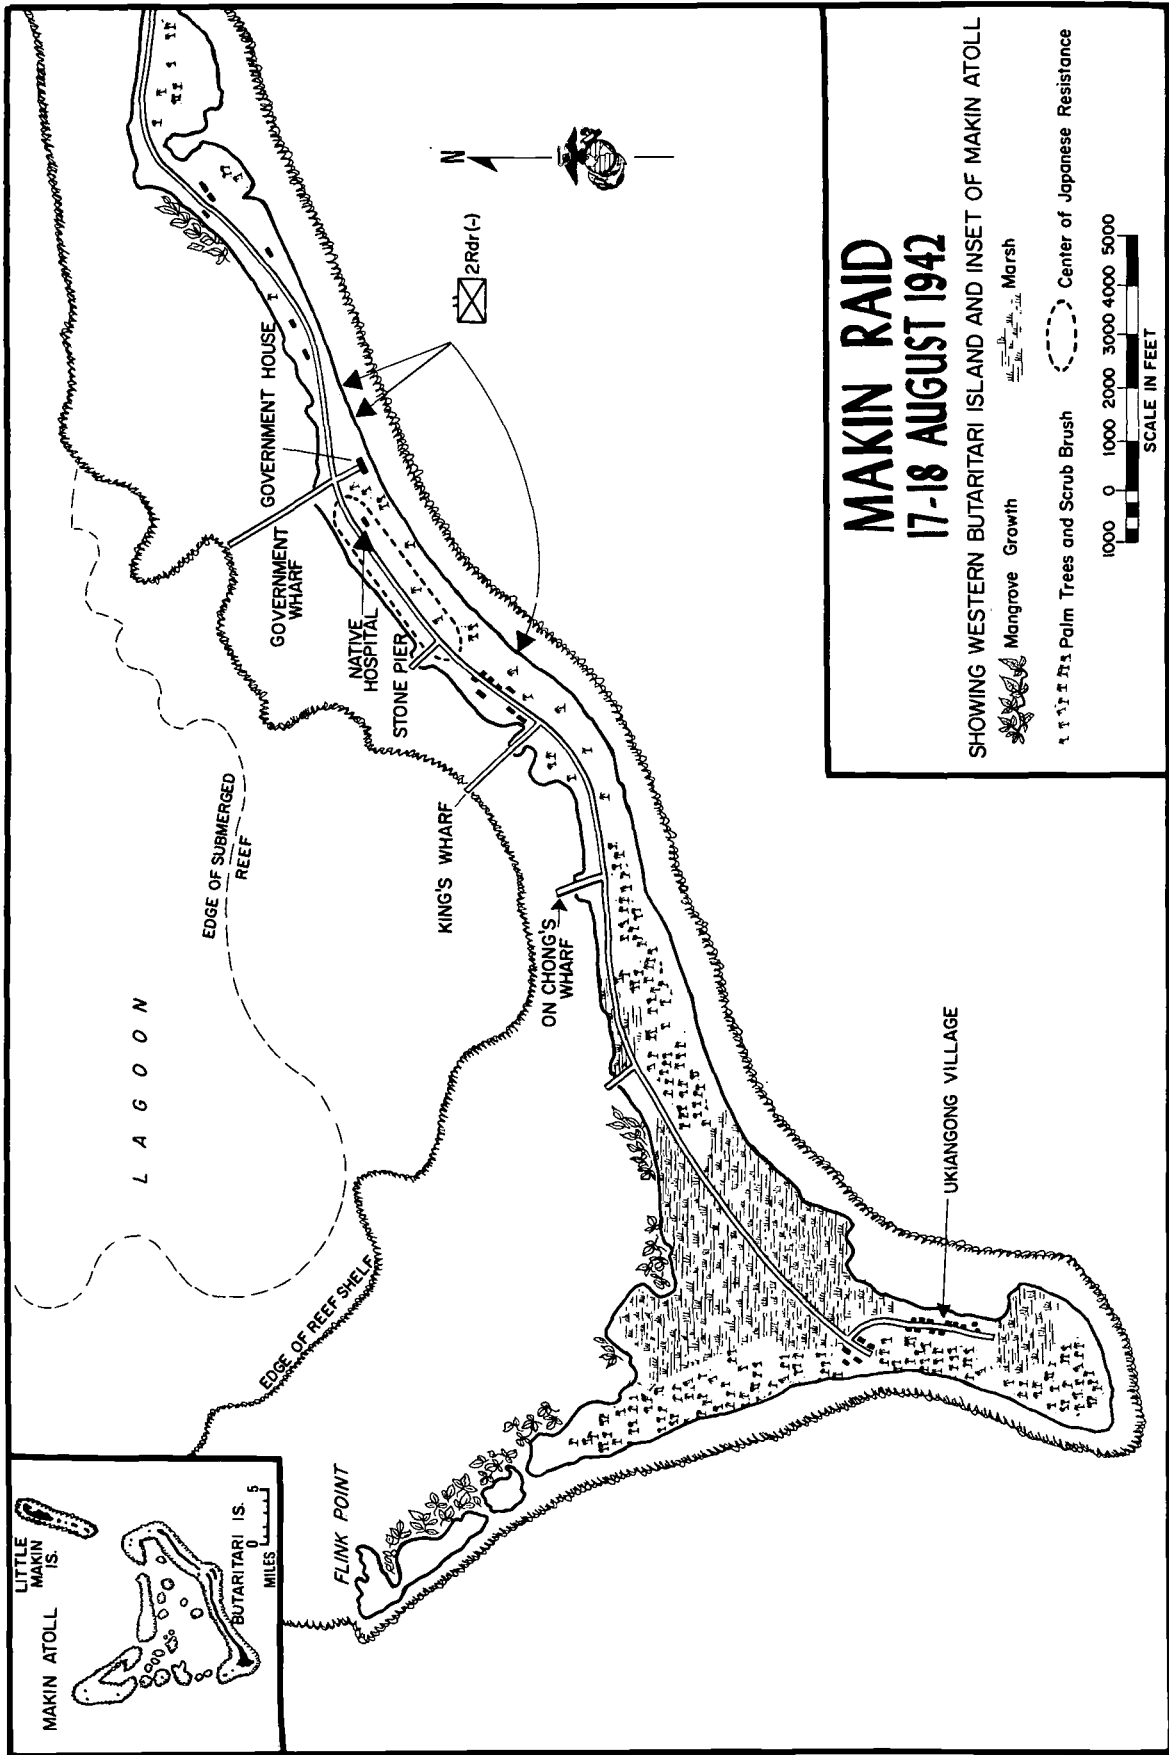 MAKIN ATOLL
LITTLE
MAKIN
IS.
BUTARITARI IS.
0 5
MILES
FLINK POINT
EDGE OF REEF SHELF
LAGOON
EDGE OF SUBMERGED
REEF
UKIANGONG VILLAGE
ON CHONG'S
WHARF
KING'S WHARF
STONE PIER
NATIVE
HOSPITAL
GOVERNMENT
WHARF
GOVERNMENT HOUSE
2Rdr(-)
N
MAKIN RAID
17-18 AUGUST 1942
SHOWING WESTERN BUTARITARI ISLAND AND INSET OF MAKIN ATOLL
Mangrove Growth
Marsh
Palm Trees and Scrub Brush
Center of Japanese Resistance
1000 0 1000 2000 3000 4000 5000
SCALE IN FEET